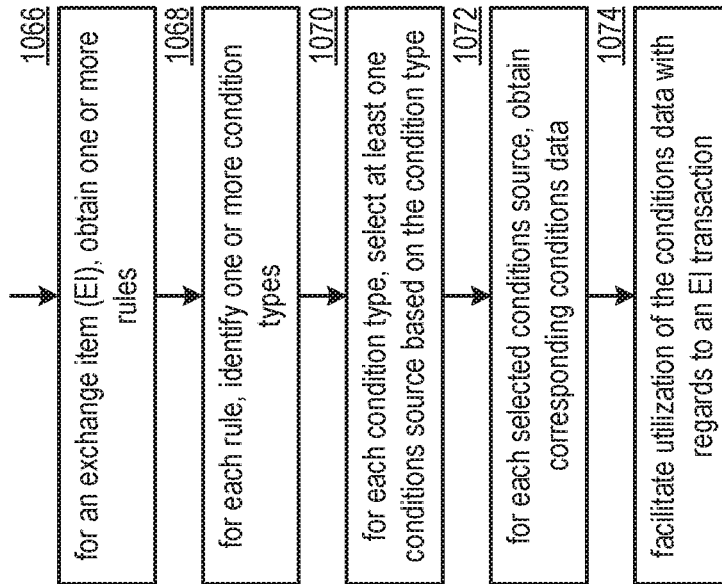 1066
for an exchange item (EI), obtain one or more
rules
1068
for each rule, identify one or more condition
types
1070
for each condition type, select at least one
conditions source based on the condition type
1072
for each selected conditions source, obtain
corresponding conditions data
1074
facilitate utilization of the conditions data with
regards to an EI transaction